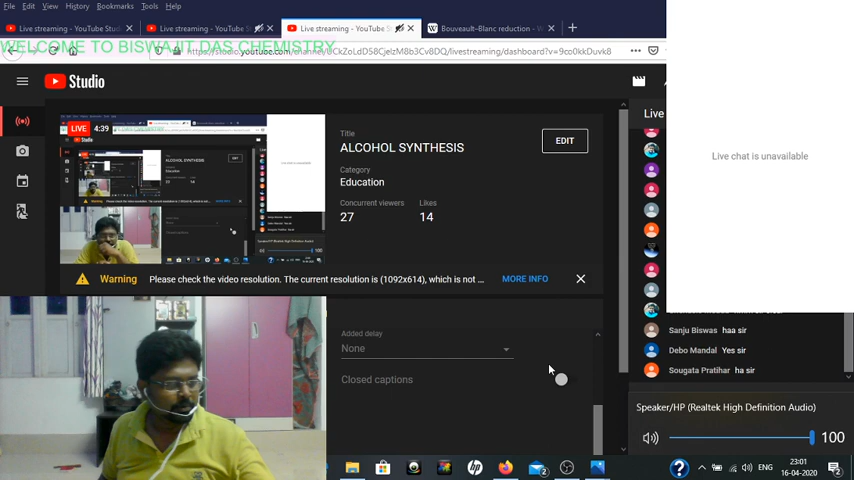 File Edit View History Bookmarks Tools Help
Live streaming - YouTube Stud
Live streaming - YouTube S
Live streaming - YouTube S
Bouveault–Blanc reduction - W
WELCOME TO BISWAJIT DAS CHEMISTRY
https://studio.youtube.com/channel/UCkZoLD58CjelzM8b3Cv8DQ/livestreaming/dashboard?v=9co0kkDuvk8
Studio
Live
LIVE 4:39
Title
ALCOHOL SYNTHESIS
EDIT
Category
Education
Concurrent viewers
Likes
27
14
Live chat is unavailable
Warning Please check the video resolution. The current resolution is (1092x614), which is not ...
MORE INFO
Added delay
None
Closed captions
Sanju Biswas haa sir
Debo Mandal Yes sir
Sougata Pratihar ha sir
Speaker/HP (Realtek High Definition Audio)
100
ENG
23:01
16-04-2020